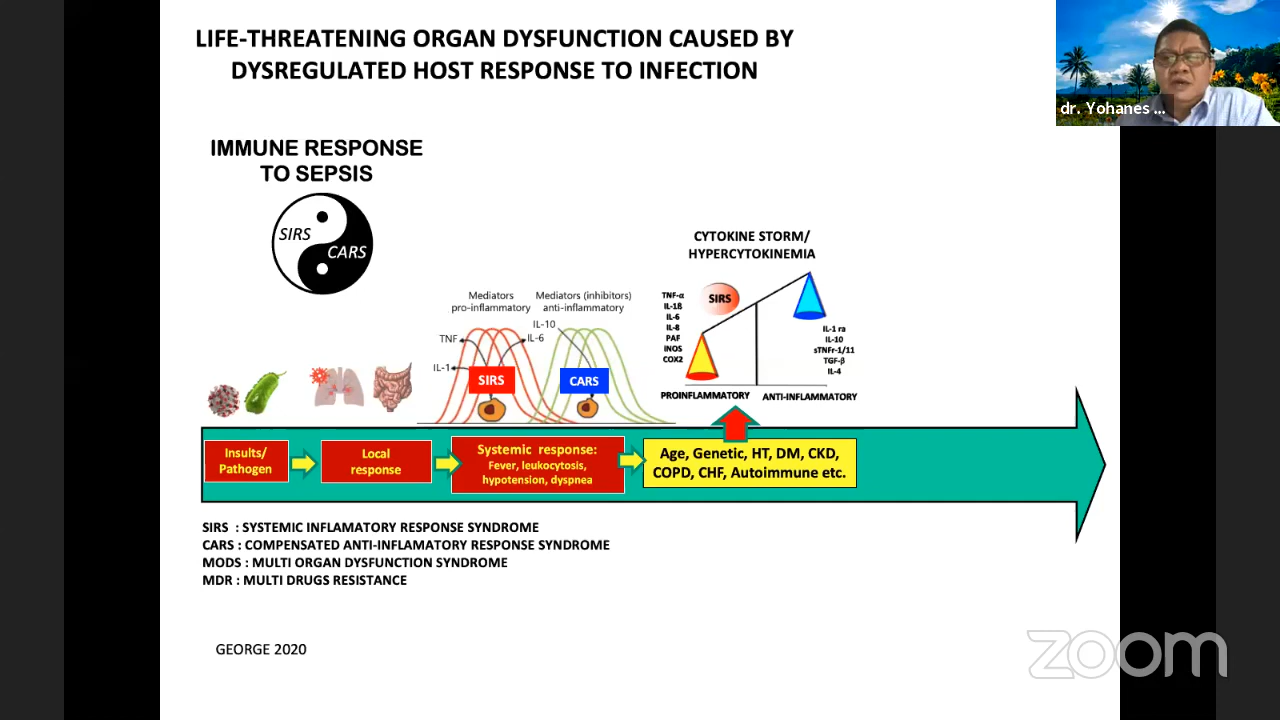 LIFE-THREATENING ORGAN DYSFUNCTION CAUSED BY
DYSREGULATED HOST RESPONSE TO INFECTION
dr. Yohanes ...
IMMUNE RESPONSE
TO SEPSIS
SIRS
CARS
CYTOKINE STORM/
HYPERCYTOKINEMIA
Mediators
pro-inflammatory
Mediators (inhibitors)
anti-inflammatory
TNF
IL-10
IL-6
IL-1
SIRS
CARS
TNF-α
IL-1ß
IL-6
IL-8
PAF
iNOS
COX2
SIRS
IL-1 ra
IL-10
sTNFr-1/11
TGF-β
IL-4
PROINFLAMMATORY
ANTI-INFLAMMATORY
Insults/
Pathogen
Local
response
Systemic response:
Fever, leukocytosis,
hypotension, dyspnea
Age, Genetic, HT, DM, CKD,
COPD, CHF, Autoimmune etc.
SIRS : SYSTEMIC INFLAMATORY RESPONSE SYNDROME
CARS : COMPENSATED ANTI-INFLAMATORY RESPONSE SYNDROME
MODS : MULTI ORGAN DYSFUNCTION SYNDROME
MDR : MULTI DRUGS RESISTANCE
GEORGE 2020
zoom